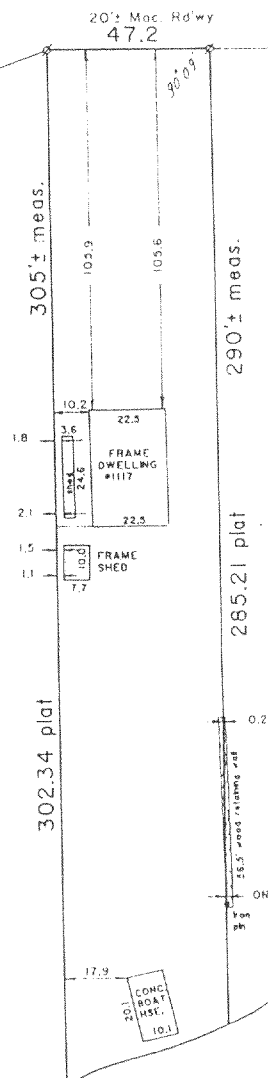 20'± Mac. Rd'wy
47.2
90°09'
305'± meas.
290'± meas.
105.9
105.6
10.2
22.5
1.8
3.6
FRAME
DWELLING
#1117
shed
24.6
2.1
22.5
1.5
10.0
FRAME
SHED
1.1
7.7
285.21 plat
302.34 plat
0.2
56.5' wood retaining wall
ON
iron
pin
17.9
CONC.
BOAT
HSE.
20.1
10.1